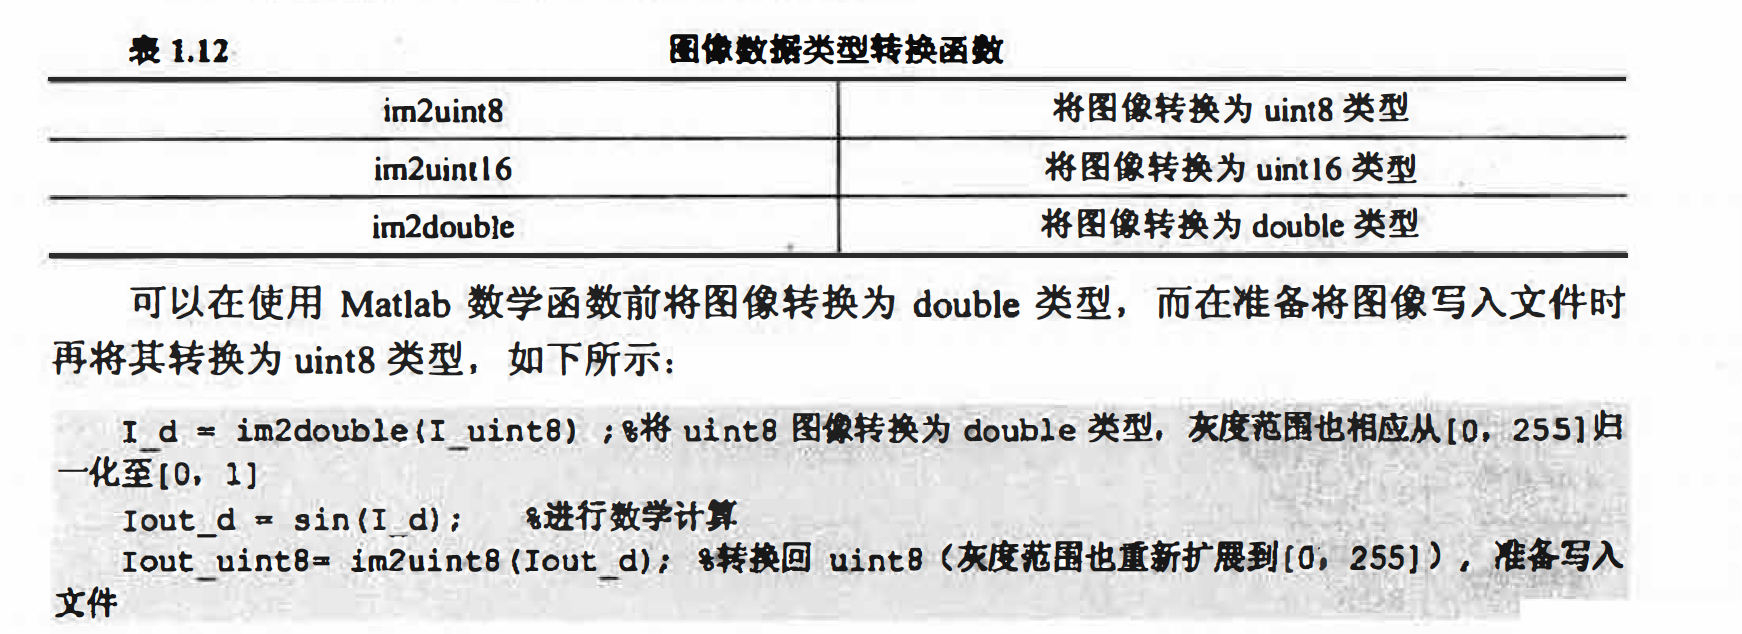 表 1.12 图像数据类型转换函数
im2uint8 将图像转换为 uint8 类型
im2uint16 将图像转换为 uint16 类型
im2double 将图像转换为 double 类型
可以在使用 Matlab 数学函数前将图像转换为 double 类型，而在准备将图像写入文件时
再将其转换为 uint8 类型，如下所示：
I_d = im2double(I_uint8) ;%将 uint8 图像转换为 double 类型，灰度范围也相应从[0, 255]归
一化至[0, 1]
Iout_d = sin(I_d); %进行数学计算
Iout_uint8= im2uint8(Iout_d); %转换回 uint8（灰度范围也重新扩展到[0, 255]），准备写入
文件